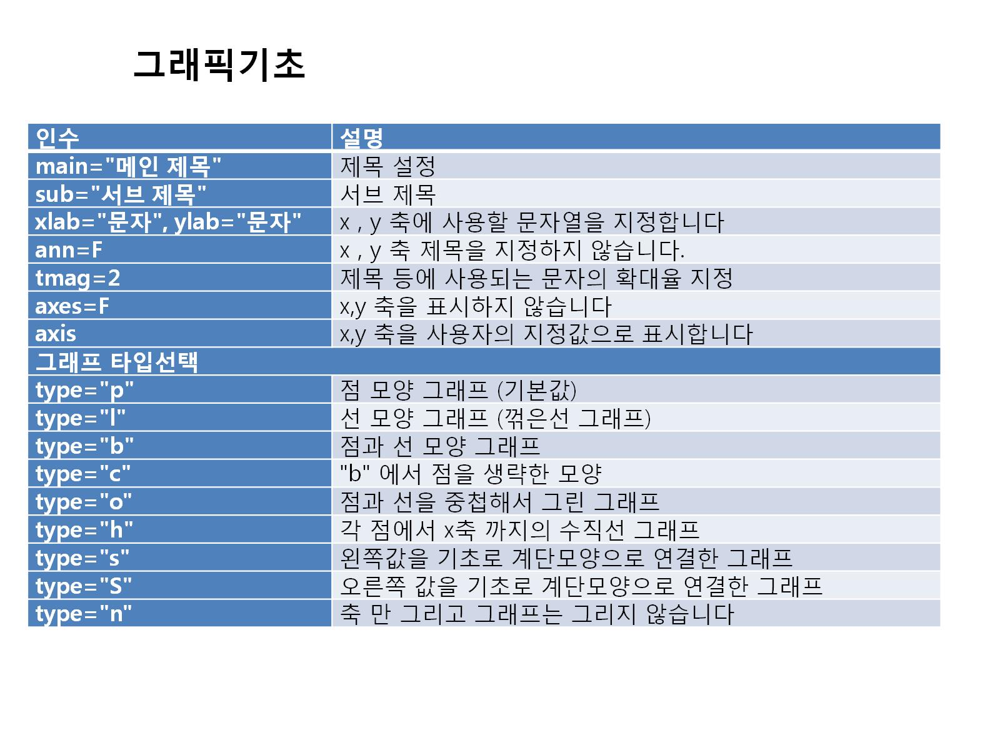 그래픽기초
인수 설명
main="메인 제목" 제목 설정
sub="서브 제목" 서브 제목
xlab="문자", ylab="문자" x , y 축에 사용할 문자열을 지정합니다
ann=F x , y 축 제목을 지정하지 않습니다.
tmag=2 제목 등에 사용되는 문자의 확대율 지정
axes=F x,y 축을 표시하지 않습니다
axis x,y 축을 사용자의 지정값으로 표시합니다
그래프 타입선택
type="p" 점 모양 그래프 (기본값)
type="l" 선 모양 그래프 (꺾은선 그래프)
type="b" 점과 선 모양 그래프
type="c" "b" 에서 점을 생략한 모양
type="o" 점과 선을 중첩해서 그린 그래프
type="h" 각 점에서 x축 까지의 수직선 그래프
type="s" 왼쪽값을 기초로 계단모양으로 연결한 그래프
type="S" 오른쪽 값을 기초로 계단모양으로 연결한 그래프
type="n" 축 만 그리고 그래프는 그리지 않습니다